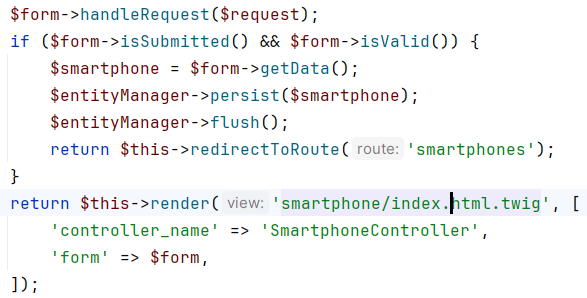 $form->handleRequest($request);
if ($form->isSubmitted() && $form->isValid()) {
    $smartphone = $form->getData();
    $entityManager->persist($smartphone);
    $entityManager->flush();
    return $this->redirectToRoute( route: 'smartphones');
}
return $this->render( view: 'smartphone/index.html.twig', [
    'controller_name' => 'SmartphoneController',
    'form' => $form,
]);